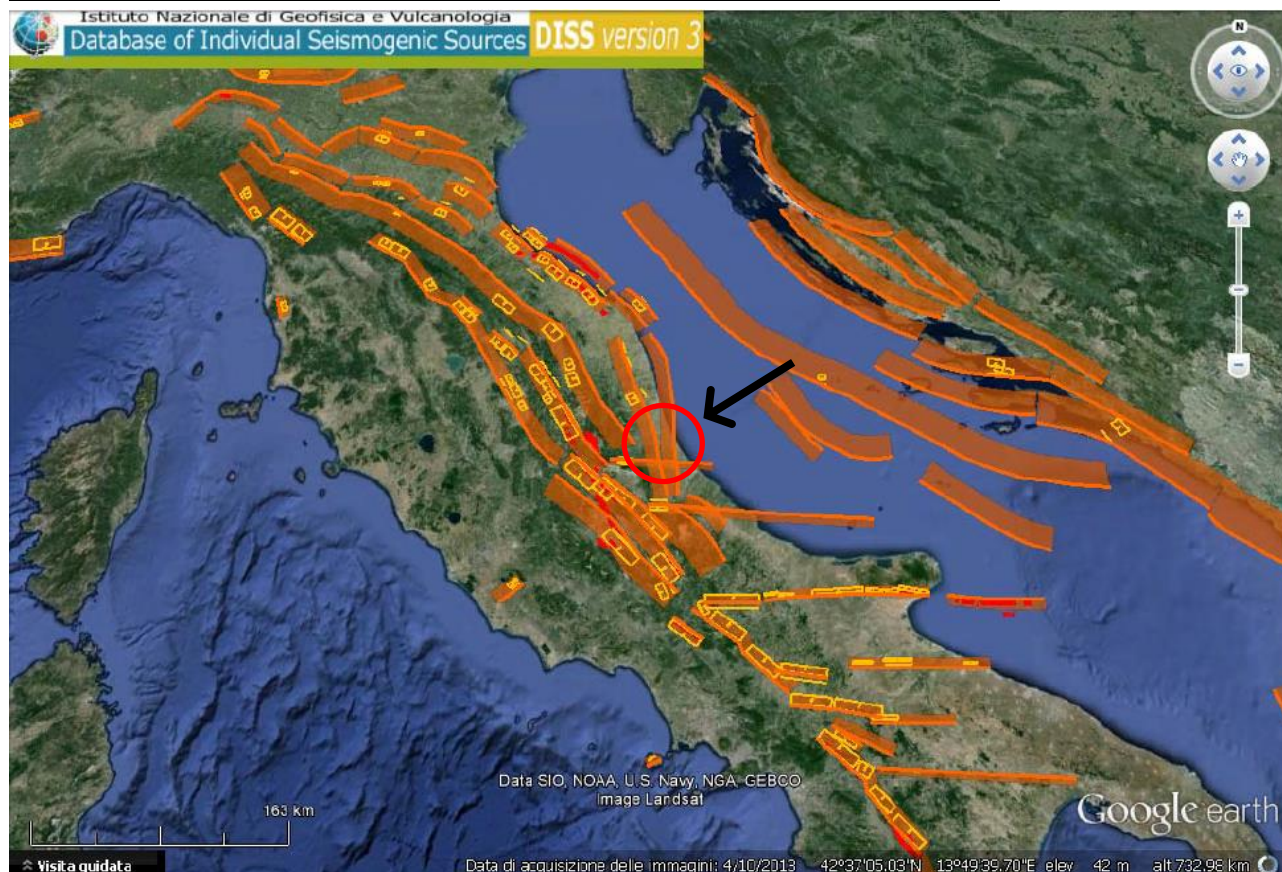 Istituto Nazionale di Geofisica e Vulcanologia
Database of Individual Seismogenic Sources DISS version 3
N
Data SIO, NOAA, U.S. Navy, NGA, GEBCO
Image Landsat
163 km
Google earth
Visita guidata
Data di acquisizione delle immagini: 4/10/2013 42°37'05.03"N 13°49'39.70"E elev 42 m alt 732.98 km